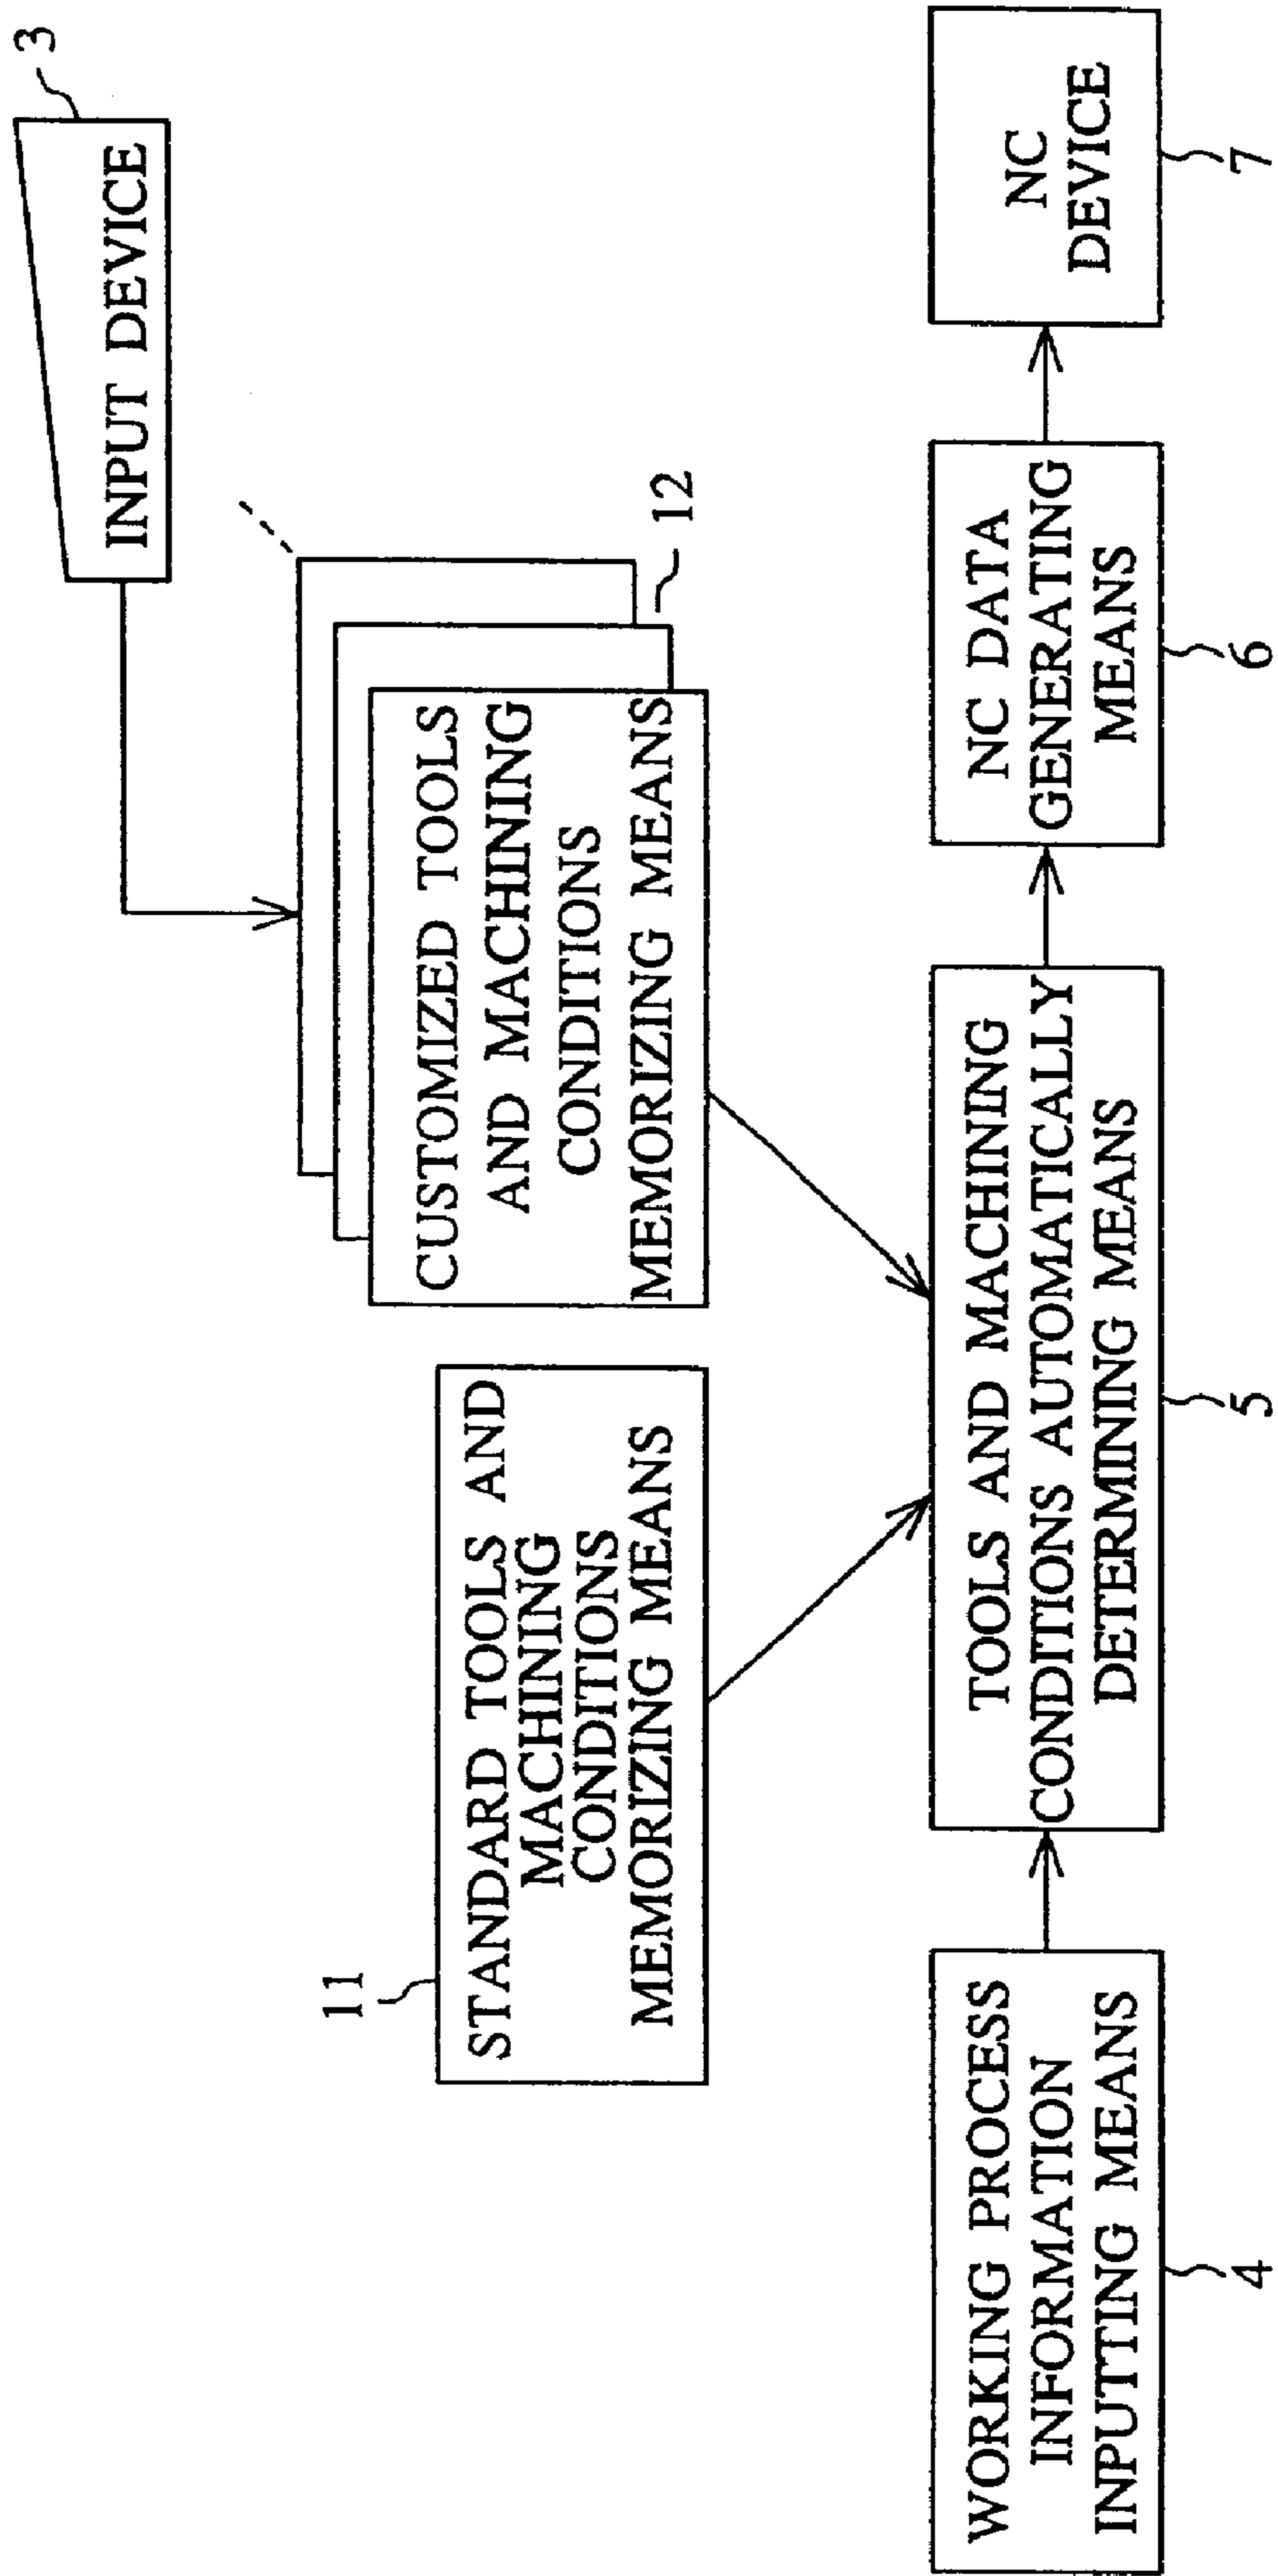 3
INPUT DEVICE
12
CUSTOMIZED TOOLS
AND MACHINING
CONDITIONS
MEMORIZING MEANS
11
STANDARD TOOLS AND
MACHINING
CONDITIONS
MEMORIZING MEANS
WORKING PROCESS
INFORMATION
INPUTTING MEANS
4
TOOLS AND MACHINING
CONDITIONS AUTOMATICALLY
DETERMINING MEANS
5
NC DATA
GENERATING
MEANS
6
NC
DEVICE
7